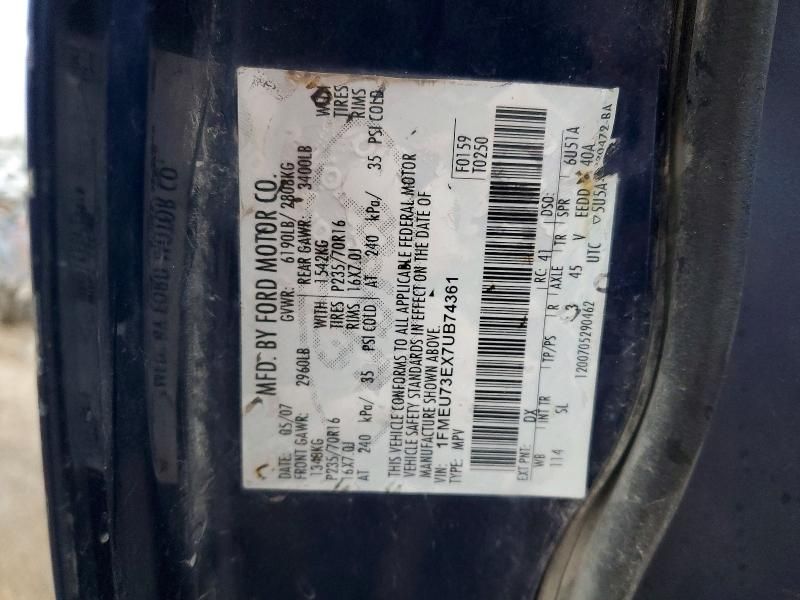 MFD. BY FORD MOTOR CO.
DATE: 05/07 GVWR: 6190LB/ 2808KG
FRONT GAWR: 2960LB REAR GAWR: 3400LB
1343KG WITH 1542KG WITH
P235/70R16 TIRES P235/70R16 TIRES
16X7.0J RIMS 16X7.0J RIMS
AT 240 kPa/ 35 PSI COLD AT 240 kPa/ 35 PSI COLD
THIS VEHICLE CONFORMS TO ALL APPLICABLE FEDERAL MOTOR
VEHICLE SAFETY STANDARDS IN EFFECT ON THE DATE OF
MANUFACTURE SHOWN ABOVE.
VIN: 1FMEU73EX7UB74361
TYPE: MPV
F0159
T0250
EXT PNT: DX RC: 41 DSO:
WB INT TR TP/PS R AXLE TR SPR
114 5L 3 45 V 6U5TA
EEDD 40A
1200705290462 UTC